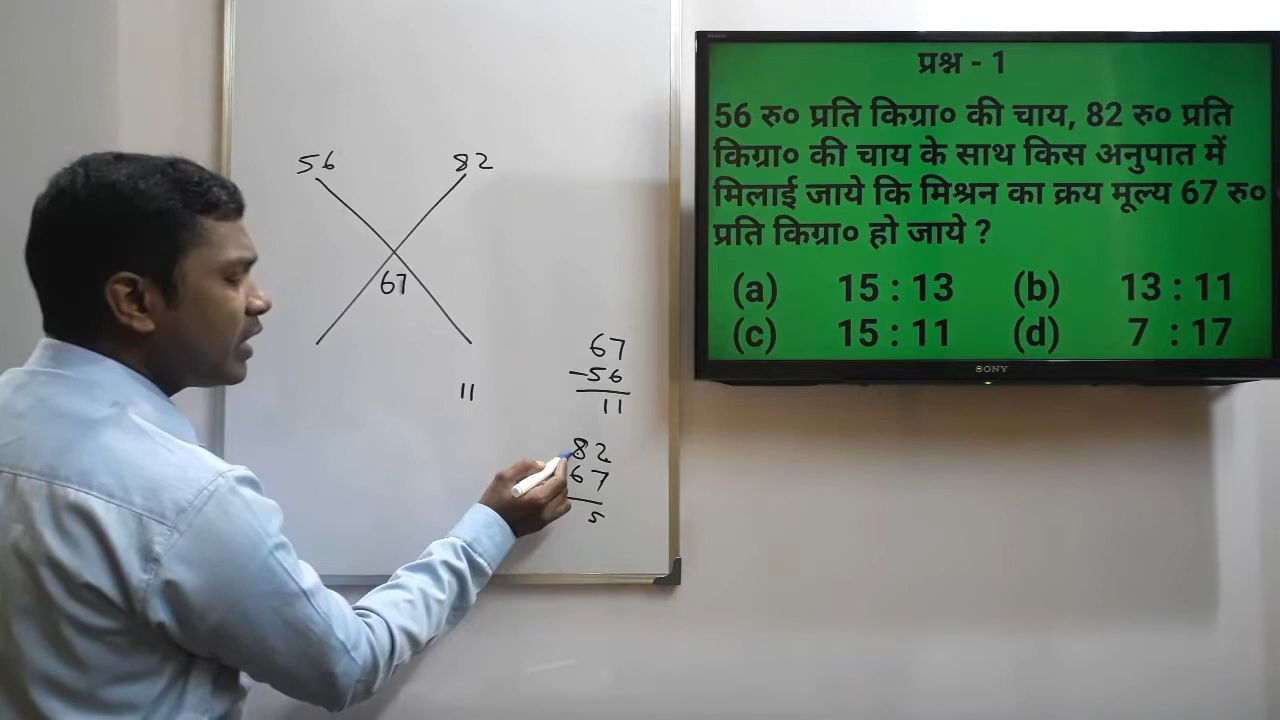 56 82
67
11
67
-56
11
82
67
5
प्रश्न - 1
56 रु० प्रति किग्रा० की चाय, 82 रु० प्रति
किग्रा० की चाय के साथ किस अनुपात में
मिलाई जाये कि मिश्रन का क्रय मूल्य 67 रु०
प्रति किग्रा० हो जाये ?
(a) 15 : 13 (b) 13 : 11
(c) 15 : 11 (d) 7 : 17
SONY